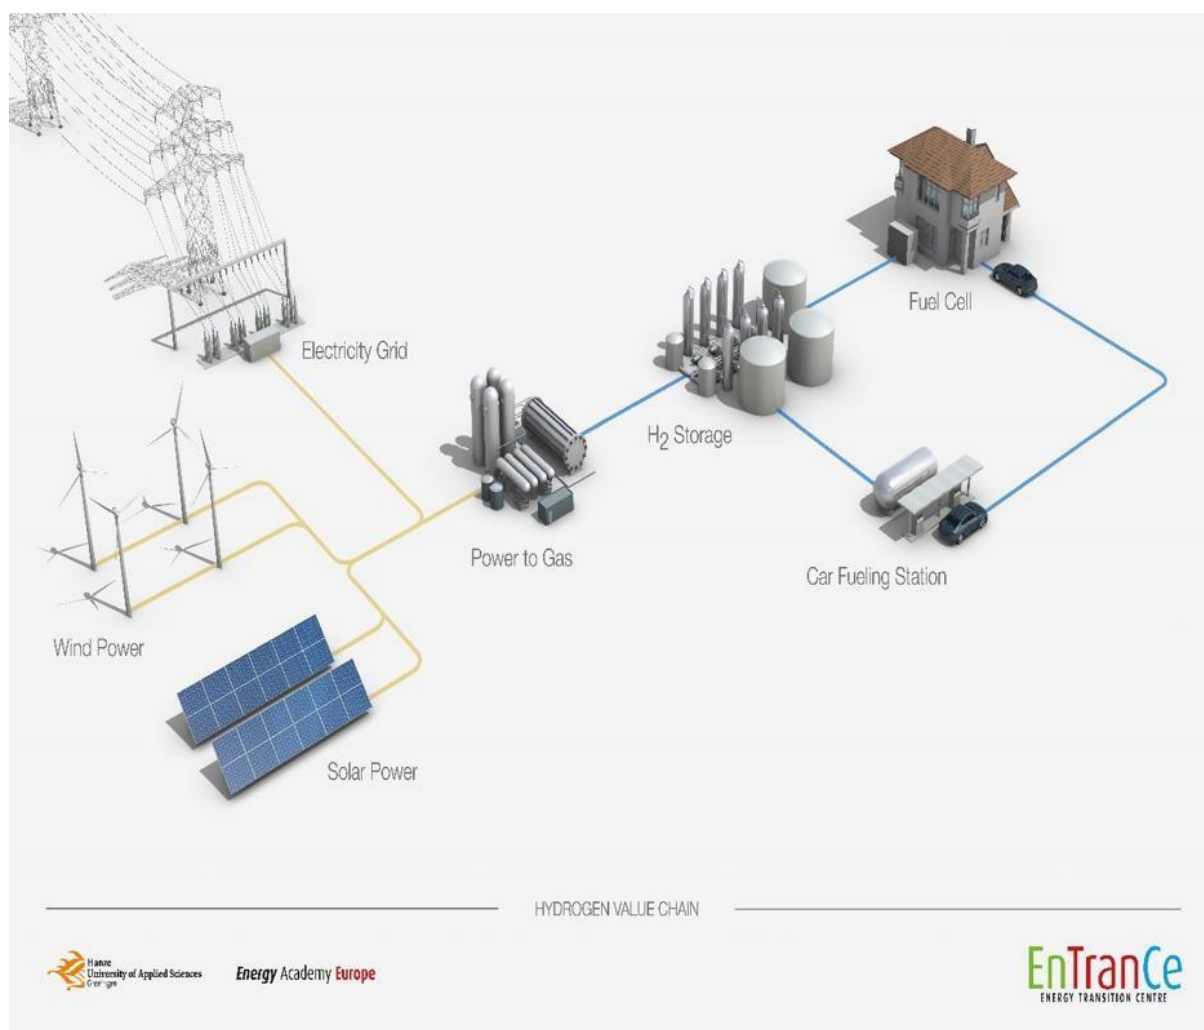 Electricity Grid
Fuel Cell
H₂ Storage
Power to Gas
Car Fueling Station
Wind Power
Solar Power
HYDROGEN VALUE CHAIN
Hanze
University of Applied Sciences
Groningen
Energy Academy Europe
EnTranCe
ENERGY TRANSITION CENTRE